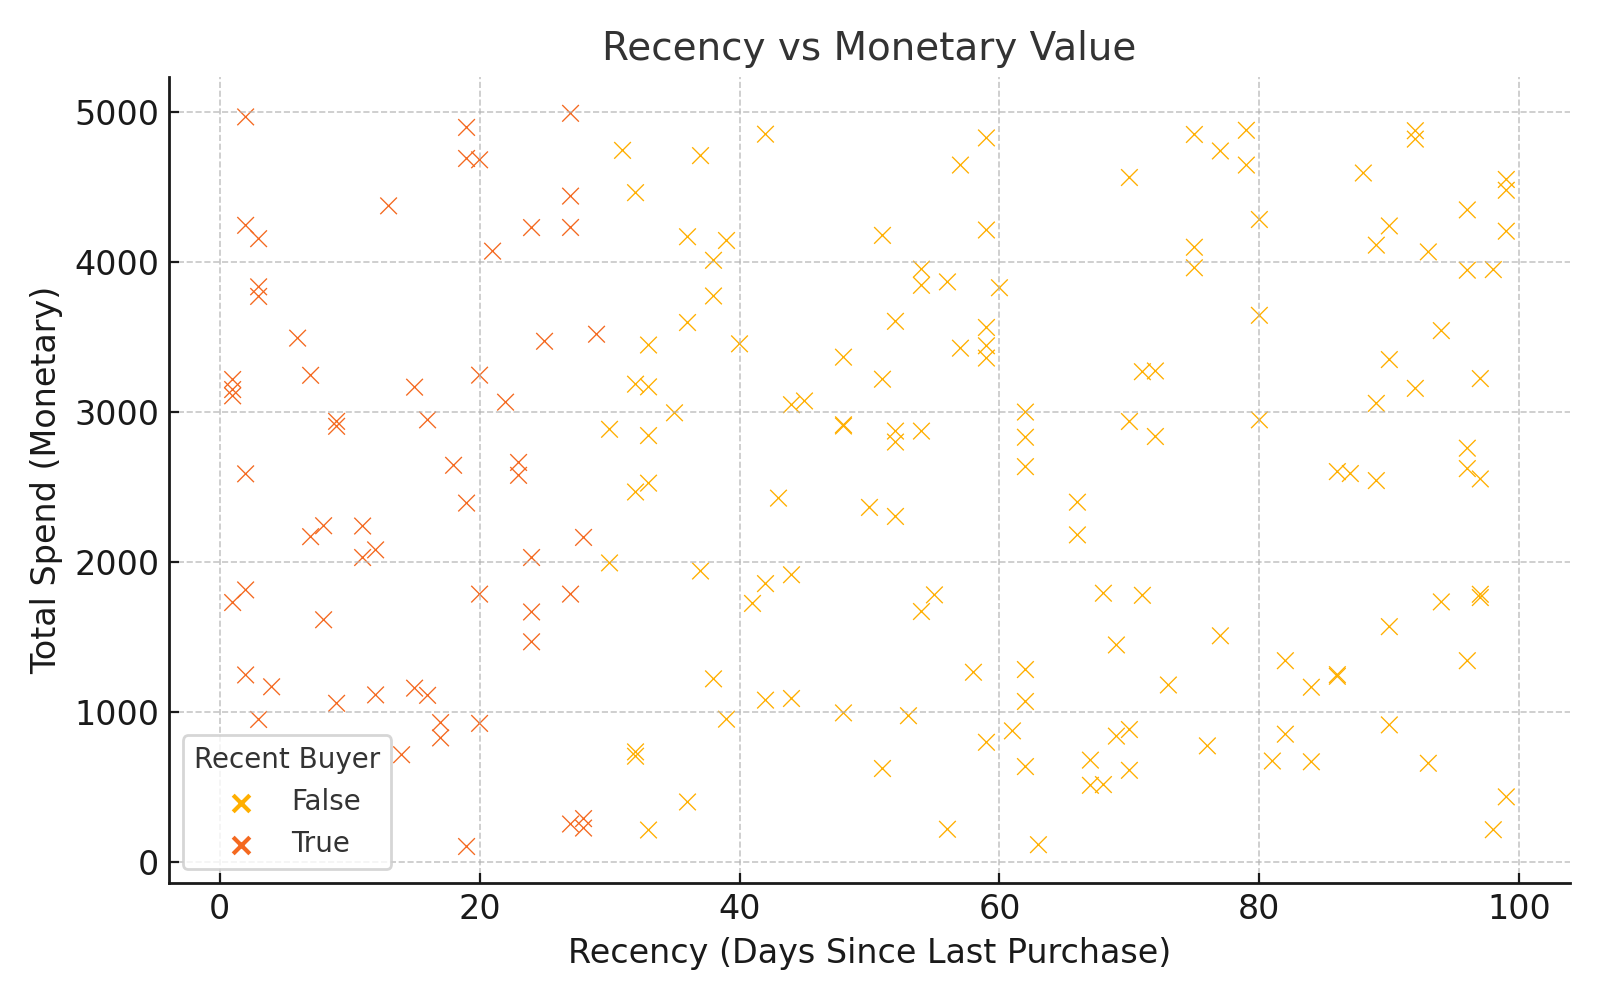 Recency vs Monetary Value
Total Spend (Monetary)
5000
4000
3000
2000
1000
0
Recent Buyer
False
True
0 20 40 60 80 100
Recency (Days Since Last Purchase)